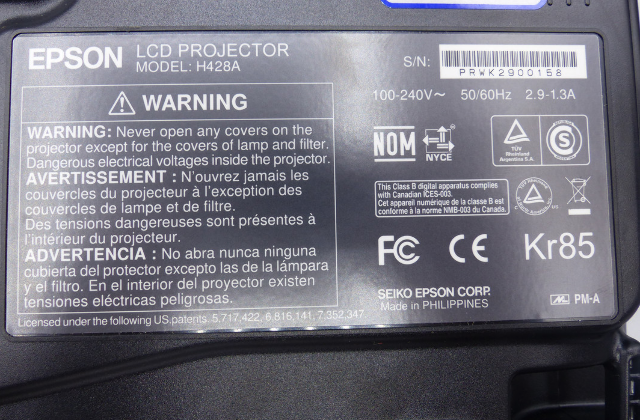 EPSON LCD PROJECTOR
MODEL: H428A
S/N: PRWK2900158
100-240V~ 50/60Hz 2.9-1.3A
WARNING
WARNING: Never open any covers on the
projector except for the covers of lamp and filter.
Dangerous electrical voltages inside the projector.
AVERTISSEMENT : N'ouvrez jamais les
couvercles du projecteur à l'exception des
couvercles de lampe et de filtre.
Des tensions dangereuses sont présentes à
l'intérieur du projecteur.
ADVERTENCIA : No abra nunca ninguna
cubierta del protector excepto las de la lámpara
y el filtro. En el interior del proyector existen
tensiones eléctricas peligrosas.
Licensed under the following US.patents. 5,717,422, 6,816,141, 7,352,347
NOM
NYCE
TÜV
Rheinland
Argentina S.A.
S
This Class B digital apparatus complies
with Canadian ICES-003.
Cet appareil numérique de la classe B est
conforme à la norme NMB-003 du Canada.
FC CE Kr85
SEIKO EPSON CORP.
Made in PHILIPPINES
PM-A